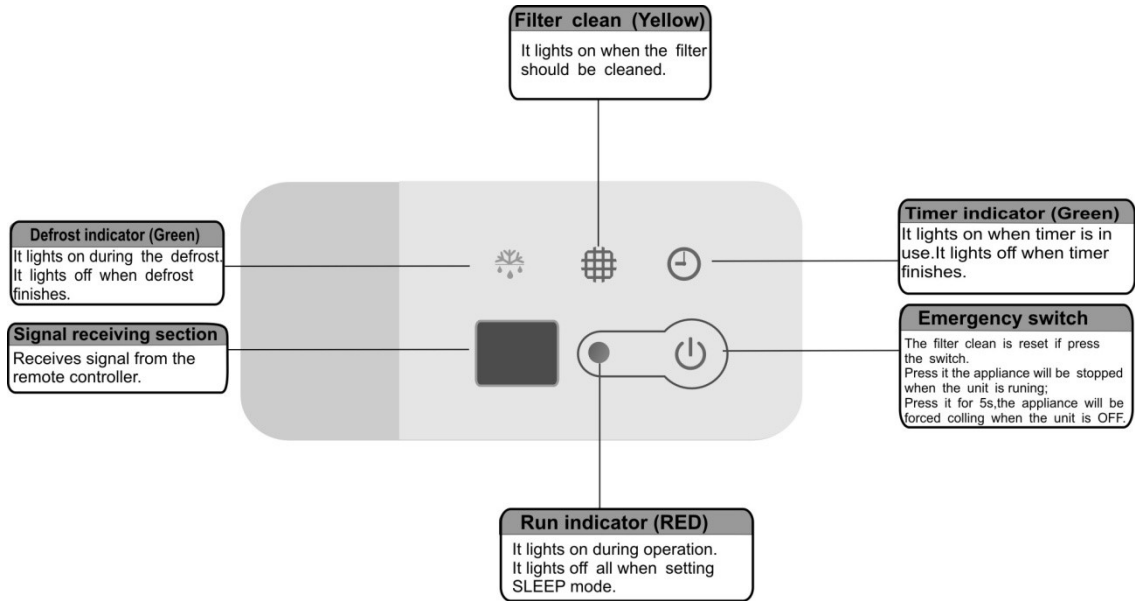 Filter clean (Yellow)
It lights on when the filter
should be cleaned.
Defrost indicator (Green)
It lights on during the defrost.
It lights off when defrost
finishes.
Signal receiving section
Receives signal from the
remote controller.
Timer indicator (Green)
It lights on when timer is in
use.It lights off when timer
finishes.
Emergency switch
The filter clean is reset if press
the switch.
Press it the appliance will be stopped
when the unit is runing;
Press it for 5s,the appliance will be
forced colling when the unit is OFF.
Run indicator (RED)
It lights on during operation.
It lights off all when setting
SLEEP mode.